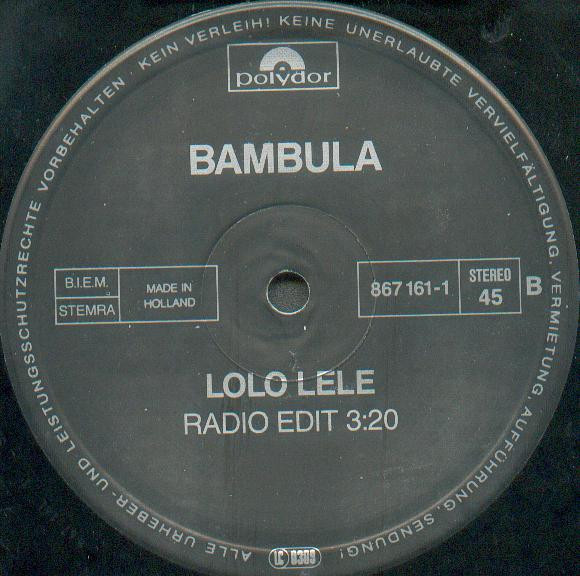 ALLE URHEBER- UND LEISTUNGSSCHUTZRECHTE VORBEHALTEN. KEIN VERLEIH! KEINE UNERLAUBTE VERVIELFÄLTIGUNG, VERMIETUNG, AUFFÜHRUNG, SENDUNG!
polydor
BAMBULA
B.I.E.M.
STEMRA
MADE IN
HOLLAND
867 161-1
STEREO
45
B
LOLO LELE
RADIO EDIT 3:20
LC 0309